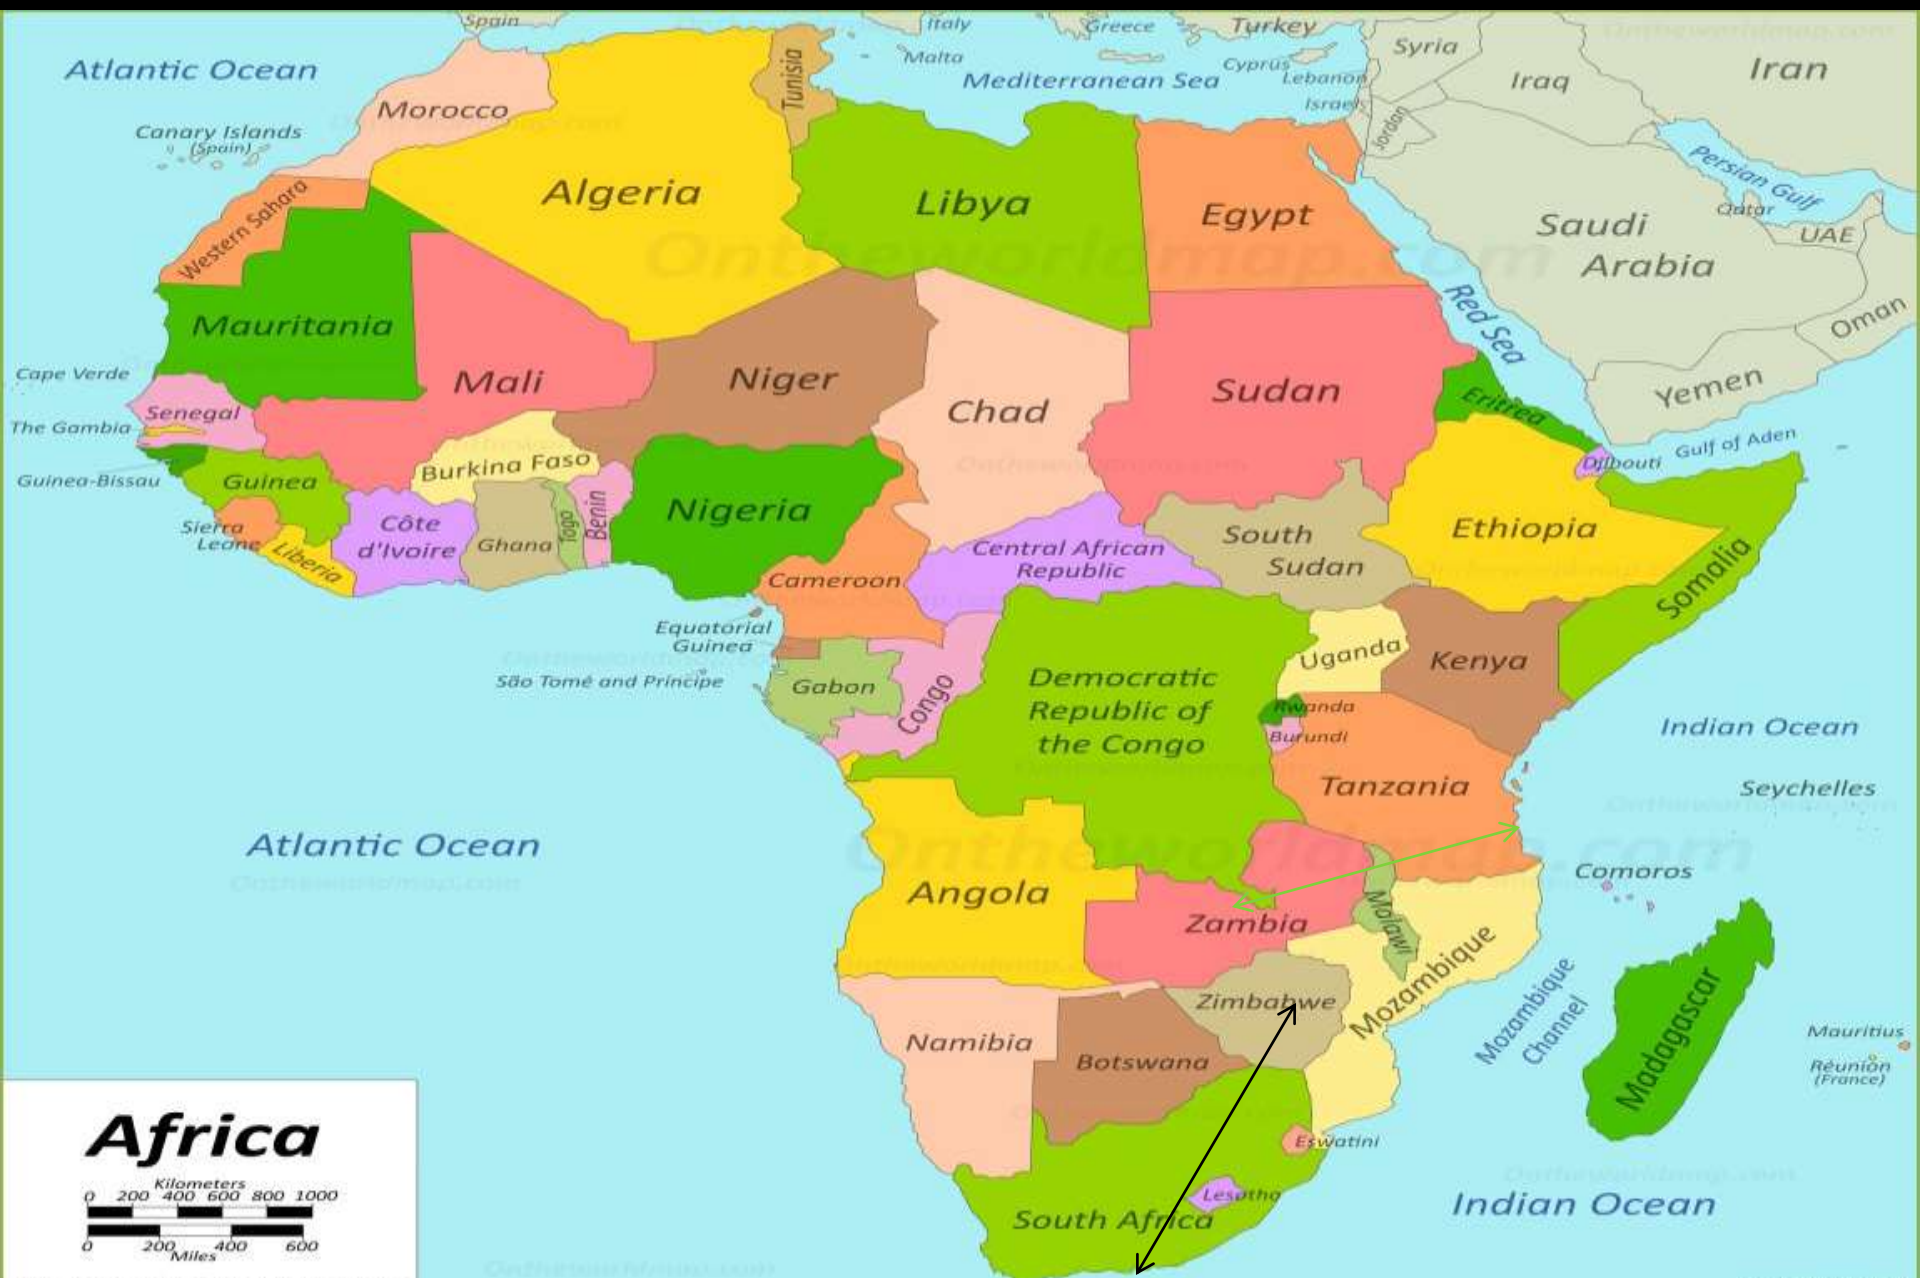 Spain
Italy
Greece
Turkey
Malta
Cyprus
Lebanon
Israel
Syria
Iraq
Iran
Jordan
Atlantic Ocean
Mediterranean Sea
Canary Islands
(Spain)
Morocco
Tunisia
Algeria
Libya
Egypt
Western Sahara
Persian Gulf
Qatar
UAE
Saudi
Arabia
Oman
Yemen
Red Sea
Gulf of Aden
Ontheworldmap.com
Mauritania
Mali
Niger
Chad
Sudan
Eritrea
Djibouti
Cape Verde
Senegal
The Gambia
Guinea-Bissau
Guinea
Sierra
Leone
Liberia
Côte
d'Ivoire
Burkina Faso
Ghana
Togo
Benin
Nigeria
Cameroon
Central African
Republic
South
Sudan
Ethiopia
Somalia
Equatorial
Guinea
São Tomé and Príncipe
Gabon
Congo
Democratic
Republic of
the Congo
Uganda
Kenya
Rwanda
Burundi
Tanzania
Indian Ocean
Seychelles
Atlantic Ocean
Ontheworldmap.com
Angola
Zambia
Malawi
Mozambique
Comoros
Mozambique
Channel
Madagascar
Mauritius
Réunion
(France)
Zimbabwe
Namibia
Botswana
Eswatini
Lesotho
South Africa
Indian Ocean
Africa
Kilometers
0 200 400 600 800 1000
0 200 400 600
Miles